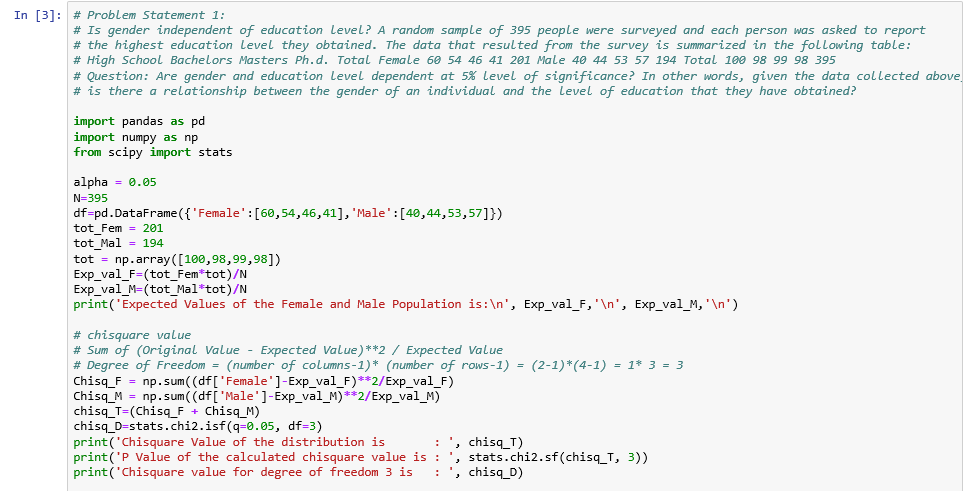 In [3]: # Problem Statement 1:
# Is gender independent of education level? A random sample of 395 people were surveyed and each person was asked to report
# the highest education level they obtained. The data that resulted from the survey is summarized in the following table:
# High School Bachelors Masters Ph.d. Total Female 60 54 46 41 201 Male 40 44 53 57 194 Total 100 98 99 98 395
# Question: Are gender and education level dependent at 5% level of significance? In other words, given the data collected above,
# is there a relationship between the gender of an individual and the level of education that they have obtained?
import pandas as pd
import numpy as np
from scipy import stats
alpha = 0.05
N=395
df=pd.DataFrame({'Female':[60,54,46,41],'Male':[40,44,53,57]})
tot_Fem = 201
tot_Mal = 194
tot = np.array([100,98,99,98])
Exp_val_F=(tot_Fem*tot)/N
Exp_val_M=(tot_Mal*tot)/N
print('Expected Values of the Female and Male Population is:\n', Exp_val_F,'\n', Exp_val_M,'\n')
# chisquare value
# Sum of (Original Value - Expected Value)**2 / Expected Value
# Degree of Freedom = (number of columns-1)* (number of rows-1) = (2-1)*(4-1) = 1* 3 = 3
Chisq_F = np.sum((df['Female']-Exp_val_F)**2/Exp_val_F)
Chisq_M = np.sum((df['Male']-Exp_val_M)**2/Exp_val_M)
chisq_T=(Chisq_F + Chisq_M)
chisq_D=stats.chi2.isf(q=0.05, df=3)
print('Chisquare Value of the distribution is       : ', chisq_T)
print('P Value of the calculated chisquare value is : ', stats.chi2.sf(chisq_T, 3))
print('Chisquare value for degree of freedom 3 is   : ', chisq_D)